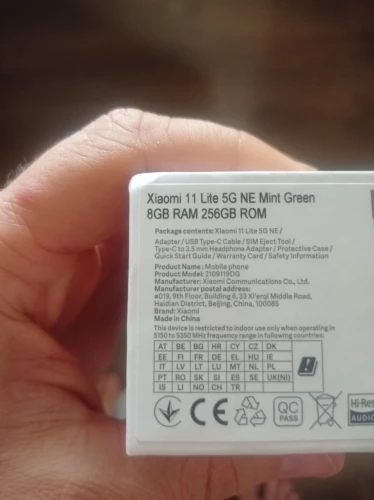 Xiaomi 11 Lite 5G NE Mint Green
8GB RAM 256GB ROM
Package contents: Xiaomi 11 Lite 5G NE /
Adapter / USB Type-C Cable / SIM Eject Tool /
Type-C to 3.5 mm Headphone Adapter / Protective Case /
Quick Start Guide / Warranty Card / Safety Information
Product Name : Mobile phone
Product Model: 2109119DG
Manufacturer: Xiaomi Communications Co., Ltd.
Manufacturer postal address:
#019, 9th Floor, Building 6, 33 Xi'erqi Middle Road,
Haidian District, Beijing, China, 100085
Brand: Xiaomi
Made in China
This device is restricted to indoor use only when operating in
5150 to 5350 MHz frequency range in following countries:
AT BE BG HR CY CZ DK
EE FI FR DE EL HU IE
IT LV LT LU MT NL PL
PT RO SK SI ES SE UK(NI)
IS LI NO CH TR
CE
QC
PASS
Hi-Res
AUDIO